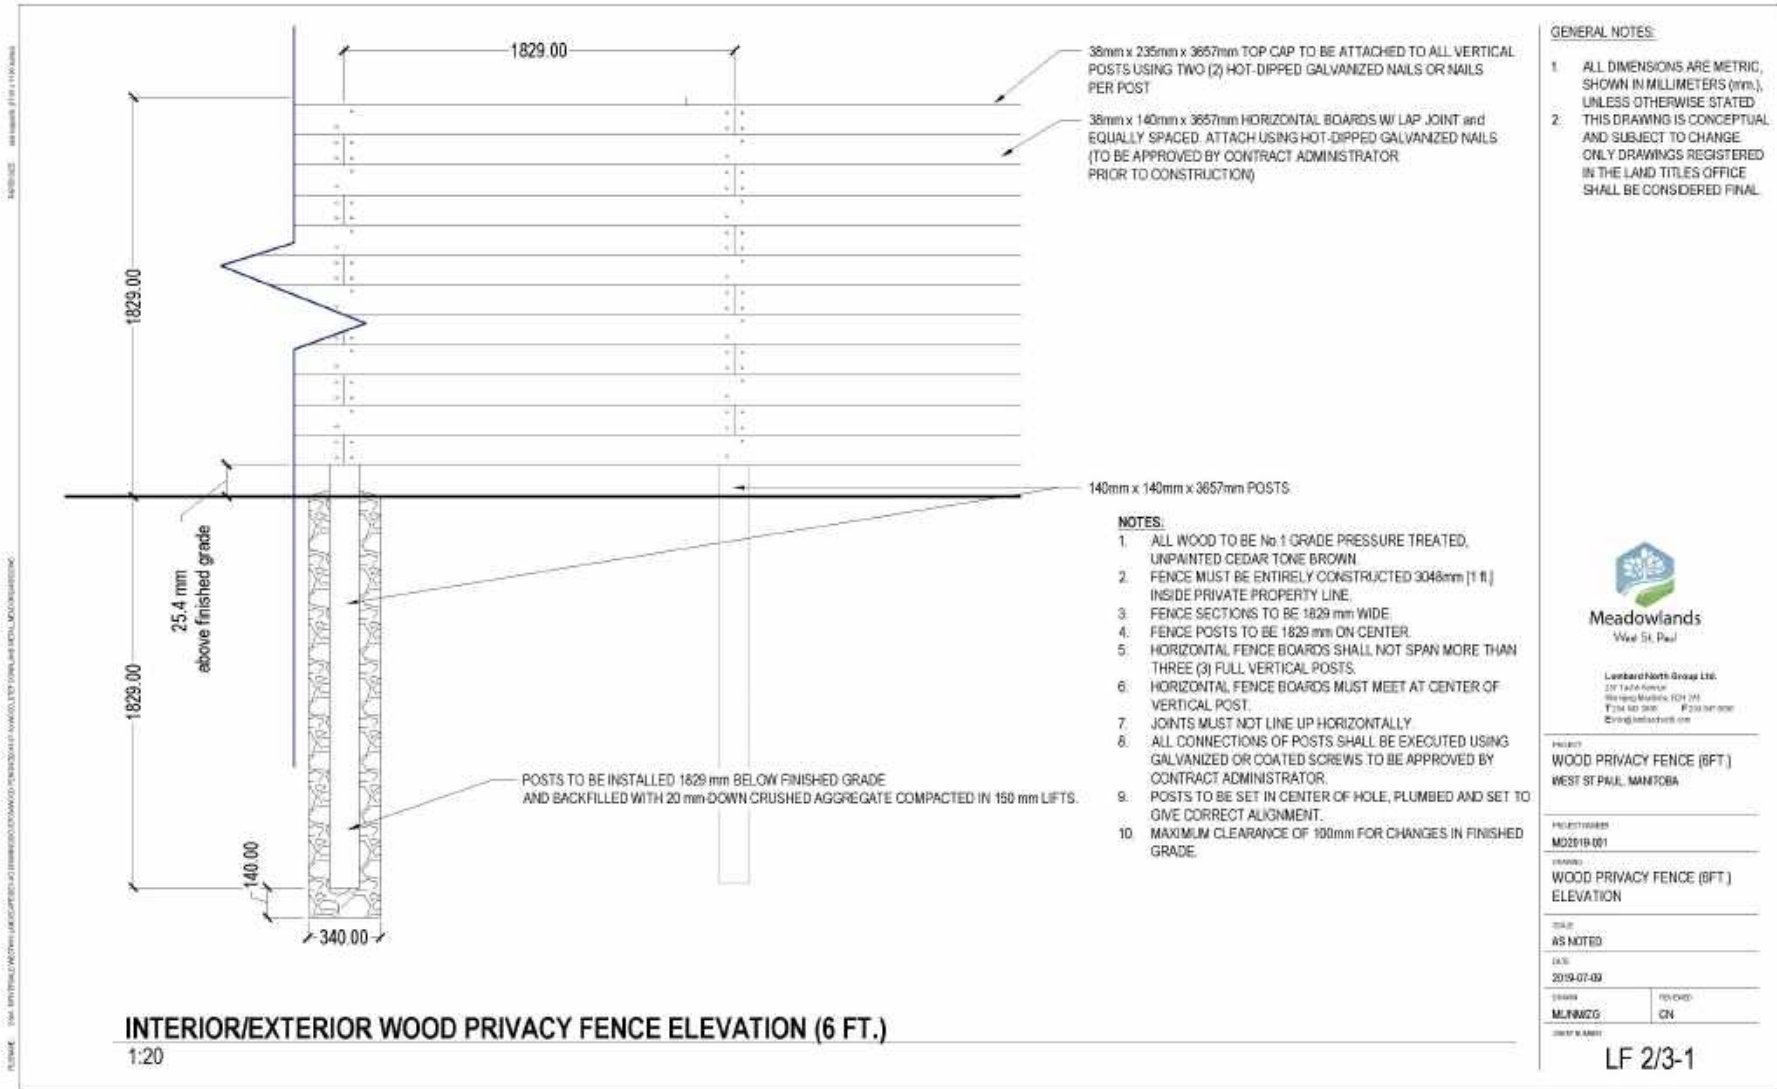 1829.00
38mm x 235mm x 3657mm TOP CAP TO BE ATTACHED TO ALL VERTICAL
POSTS USING TWO (2) HOT-DIPPED GALVANIZED NAILS OR NAILS
PER POST
38mm x 140mm x 3657mm HORIZONTAL BOARDS W/ LAP JOINT and
EQUALLY SPACED. ATTACH USING HOT-DIPPED GALVANIZED NAILS
(TO BE APPROVED BY CONTRACT ADMINISTRATOR
PRIOR TO CONSTRUCTION)
1829.00
140mm x 140mm x 3657mm POSTS
25.4 mm
above finished grade
1829.00
POSTS TO BE INSTALLED 1829 mm BELOW FINISHED GRADE
AND BACKFILLED WITH 20 mm-DOWN CRUSHED AGGREGATE COMPACTED IN 150 mm LIFTS.
140.00
340.00
NOTES:
1. ALL WOOD TO BE No.1 GRADE PRESSURE TREATED,
UNPAINTED CEDAR TONE BROWN.
2. FENCE MUST BE ENTIRELY CONSTRUCTED 3048mm [1 ft.]
INSIDE PRIVATE PROPERTY LINE.
3. FENCE SECTIONS TO BE 1829 mm WIDE.
4. FENCE POSTS TO BE 1829 mm ON CENTER.
5. HORIZONTAL FENCE BOARDS SHALL NOT SPAN MORE THAN
THREE (3) FULL VERTICAL POSTS.
6. HORIZONTAL FENCE BOARDS MUST MEET AT CENTER OF
VERTICAL POST.
7. JOINTS MUST NOT LINE UP HORIZONTALLY.
8. ALL CONNECTIONS OF POSTS SHALL BE EXECUTED USING
GALVANIZED OR COATED SCREWS TO BE APPROVED BY
CONTRACT ADMINISTRATOR.
9. POSTS TO BE SET IN CENTER OF HOLE, PLUMBED AND SET TO
GIVE CORRECT ALIGNMENT.
10. MAXIMUM CLEARANCE OF 100mm FOR CHANGES IN FINISHED
GRADE.
INTERIOR/EXTERIOR WOOD PRIVACY FENCE ELEVATION (6 FT.)
1:20
GENERAL NOTES:
1. ALL DIMENSIONS ARE METRIC,
SHOWN IN MILLIMETERS (mm.),
UNLESS OTHERWISE STATED
2. THIS DRAWING IS CONCEPTUAL
AND SUBJECT TO CHANGE.
ONLY DRAWINGS REGISTERED
IN THE LAND TITLES OFFICE
SHALL BE CONSIDERED FINAL.
Meadowlands
West St. Paul
Lombard North Group Ltd.
PROJECT
WOOD PRIVACY FENCE (6FT.)
WEST ST PAUL, MANITOBA
PROJECT NUMBER
MD2019-001
DRAWING
WOOD PRIVACY FENCE (6FT.)
ELEVATION
SCALE
AS NOTED
DATE
2019-07-09
DRAWN
ML/NW/ZG
REVIEWED
CN
SHEET NUMBER
LF 2/3-1